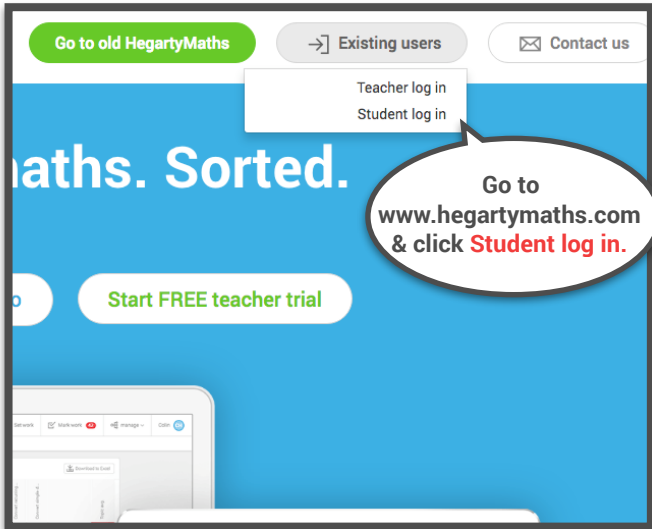 Go to old HegartyMaths
Existing users
Contact us
Teacher log in
Student log in
aths. Sorted.
Go to
www.hegartymaths.com
& click Student log in.
o
Start FREE teacher trial
Set work
Mark work
manage
Colin
Download to Excel